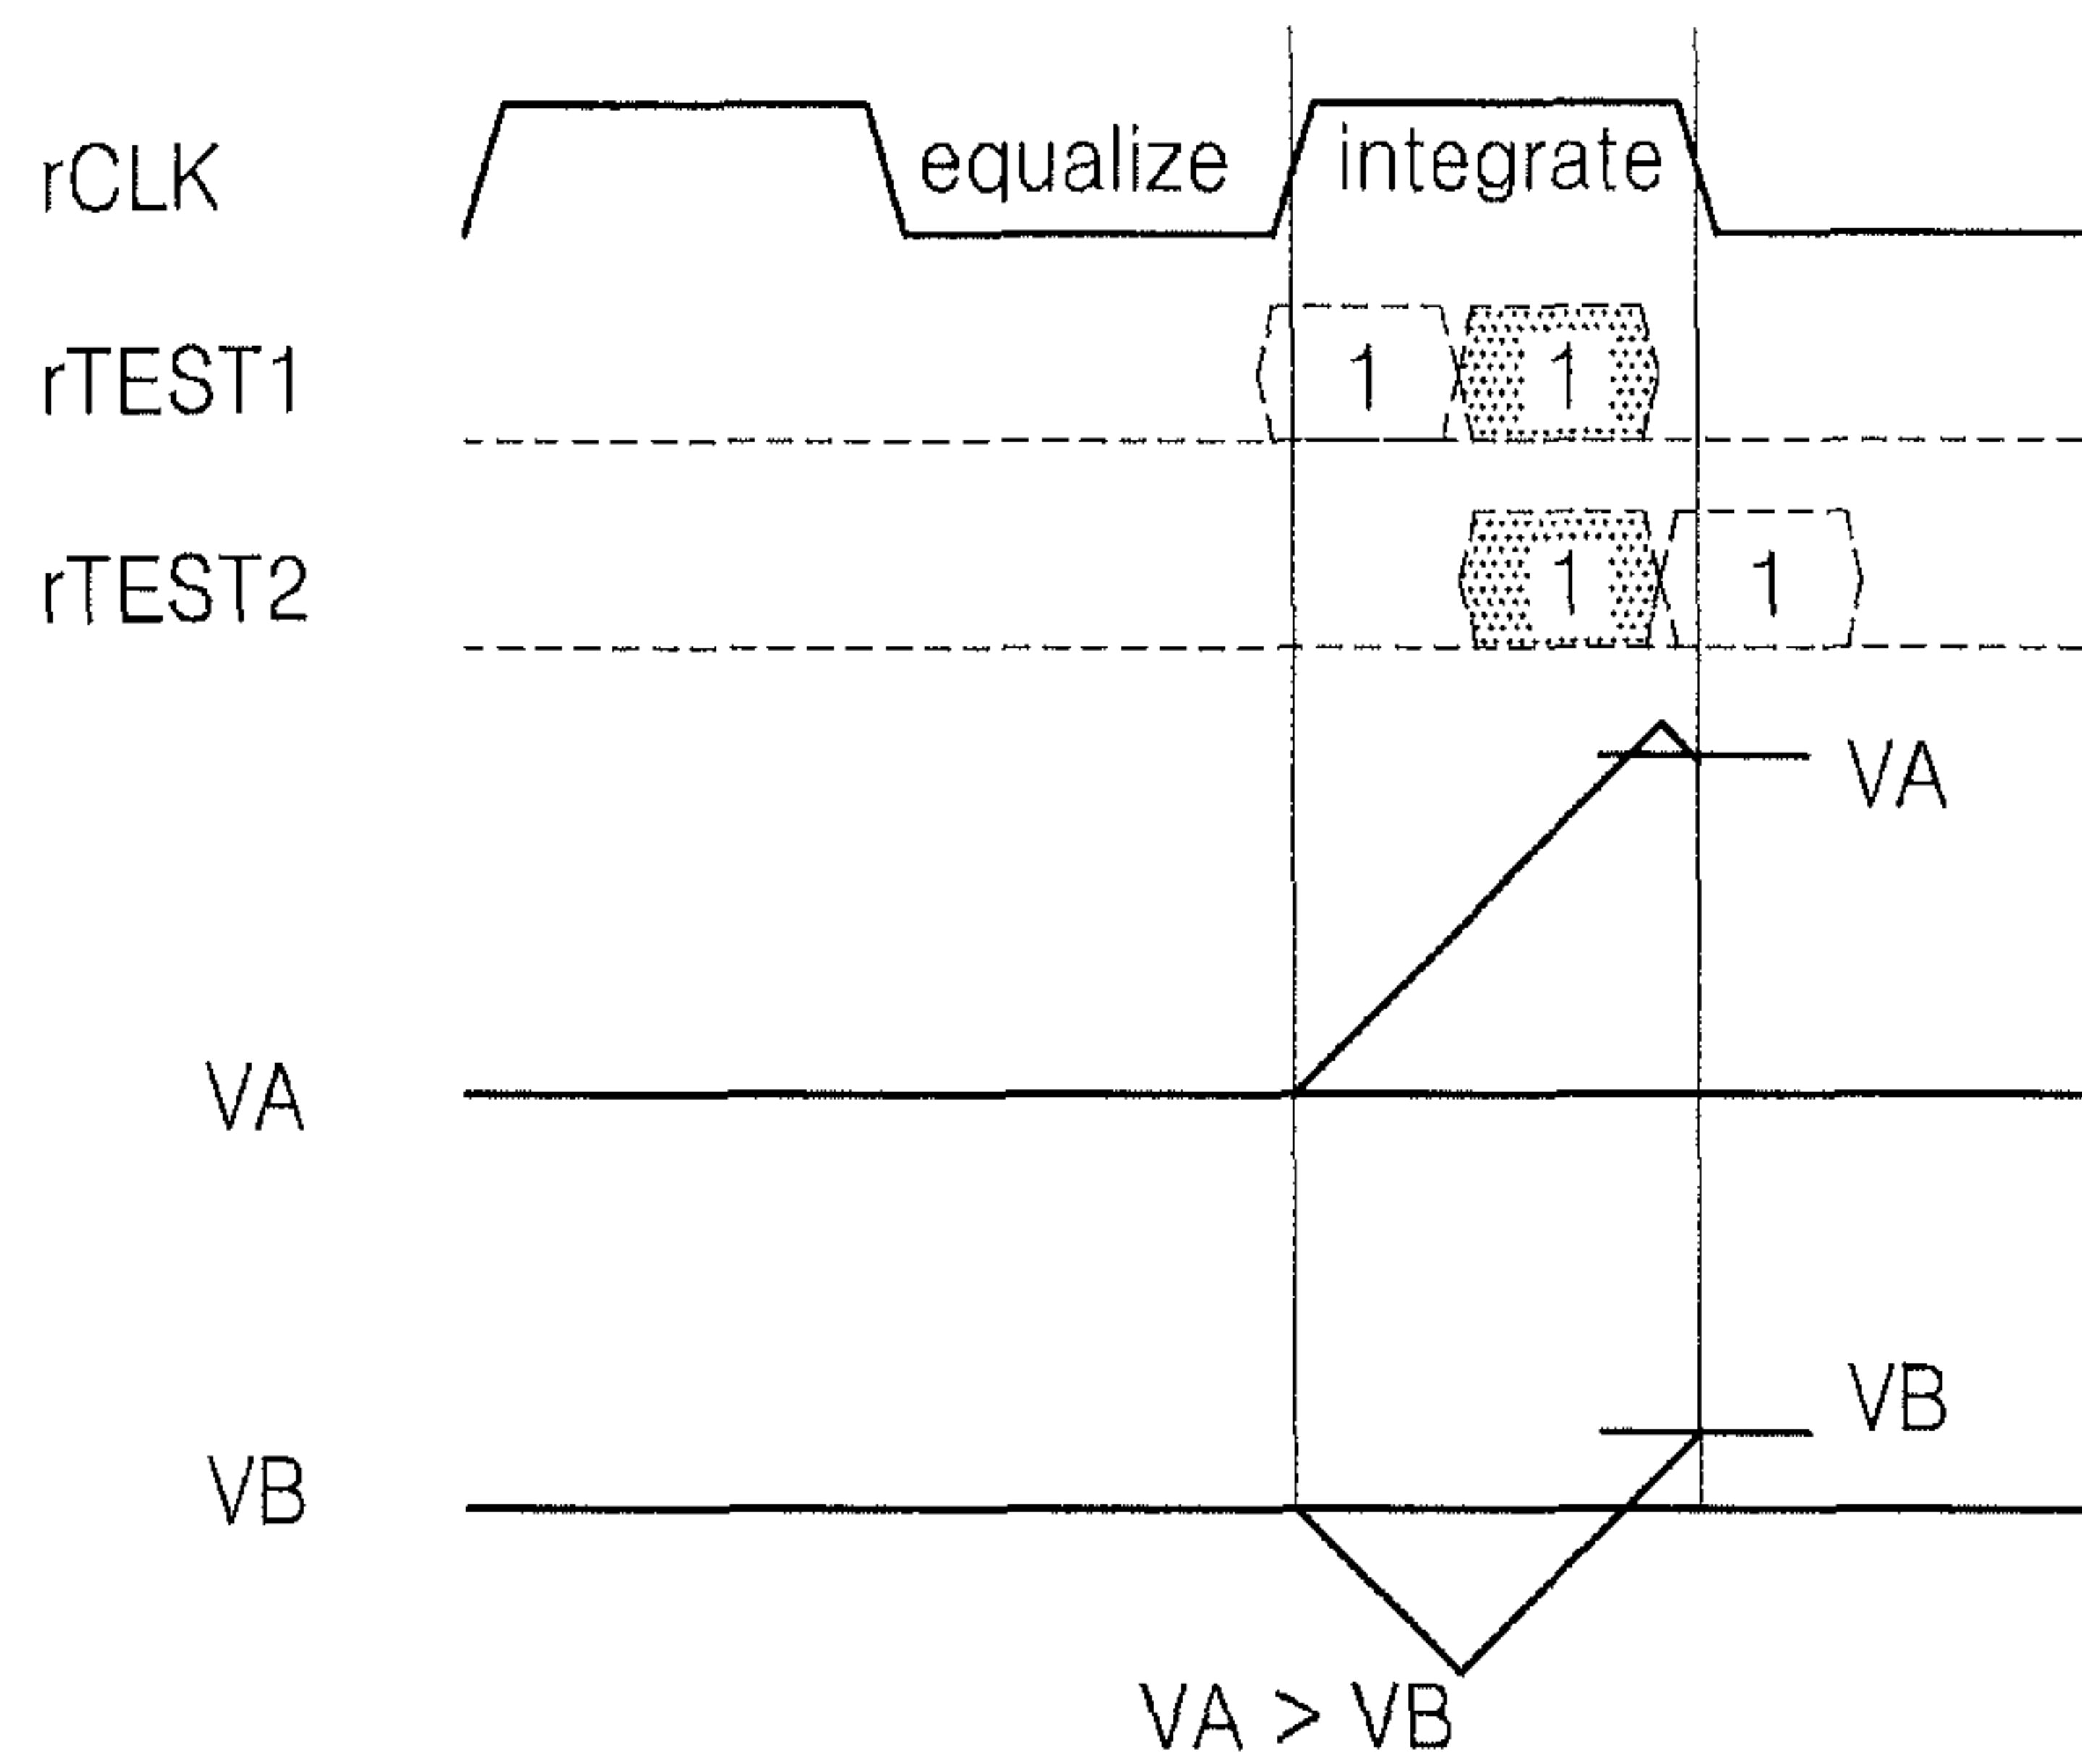 rCLK equalize integrate
rTEST1 1 1
rTEST2 1 1
VA
VA
VB
VB
VA > VB